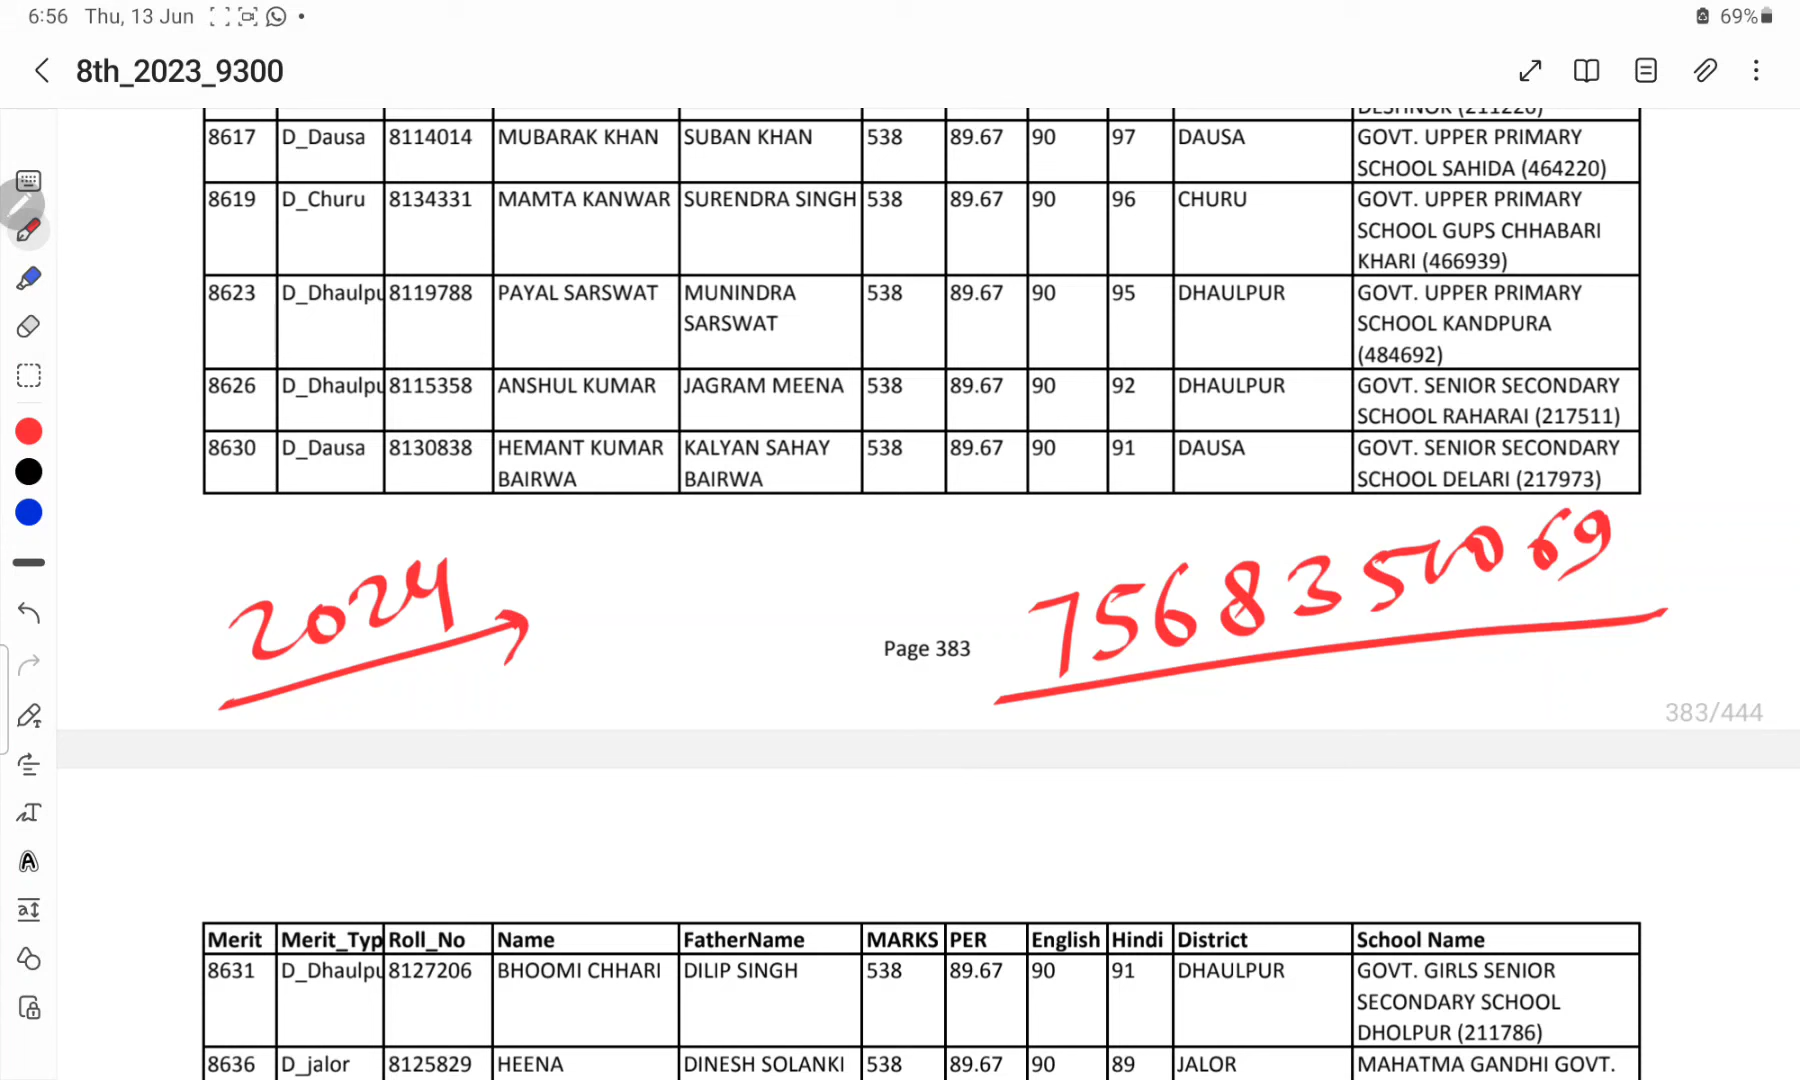 6:56 Thu, 13 Jun 69%
8th_2023_9300
DESHNOK (211226)
8617 D_Dausa 8114014 MUBARAK KHAN SUBAN KHAN 538 89.67 90 97 DAUSA GOVT. UPPER PRIMARY
SCHOOL SAHIDA (464220)
8619 D_Churu 8134331 MAMTA KANWAR SURENDRA SINGH 538 89.67 90 96 CHURU GOVT. UPPER PRIMARY
SCHOOL GUPS CHHABARI
KHARI (466939)
8623 D_Dhaulpu 8119788 PAYAL SARSWAT MUNINDRA 538 89.67 90 95 DHAULPUR GOVT. UPPER PRIMARY
SARSWAT SCHOOL KANDPURA
(484692)
8626 D_Dhaulpu 8115358 ANSHUL KUMAR JAGRAM MEENA 538 89.67 90 92 DHAULPUR GOVT. SENIOR SECONDARY
SCHOOL RAHARAI (217511)
8630 D_Dausa 8130838 HEMANT KUMAR KALYAN SAHAY 538 89.67 90 91 DAUSA GOVT. SENIOR SECONDARY
BAIRWA BAIRWA SCHOOL DELARI (217973)
2024
Page 383
383/444
Merit Merit_Typ Roll_No Name FatherName MARKS PER English Hindi District School Name
8631 D_Dhaulpu 8127206 BHOOMI CHHARI DILIP SINGH 538 89.67 90 91 DHAULPUR GOVT. GIRLS SENIOR
SECONDARY SCHOOL
DHOLPUR (211786)
8636 D_jalor 8125829 HEENA DINESH SOLANKI 538 89.67 90 89 JALOR MAHATMA GANDHI GOVT.